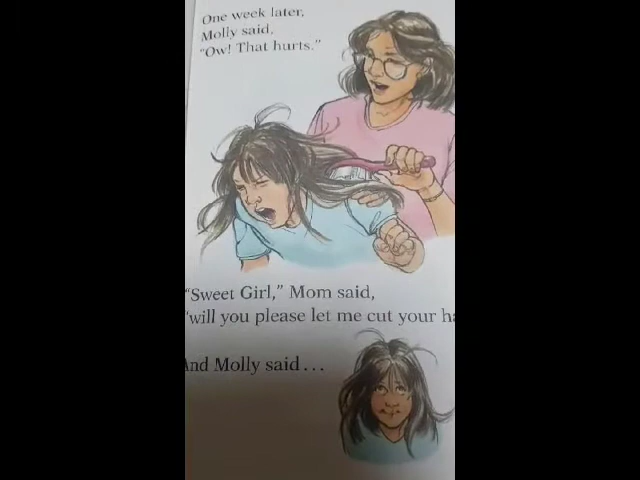 One week later,
Molly said,
"Ow! That hurts."
"Sweet Girl," Mom said,
"will you please let me cut your
And Molly said...